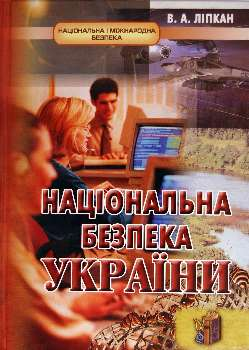 В. А. ЛІПКАН
НАЦІОНАЛЬНА І МІЖНАРОДНА
БЕЗПЕКА
НАЦІОНАЛЬНА
БЕЗПЕКА
УКРАЇНИ